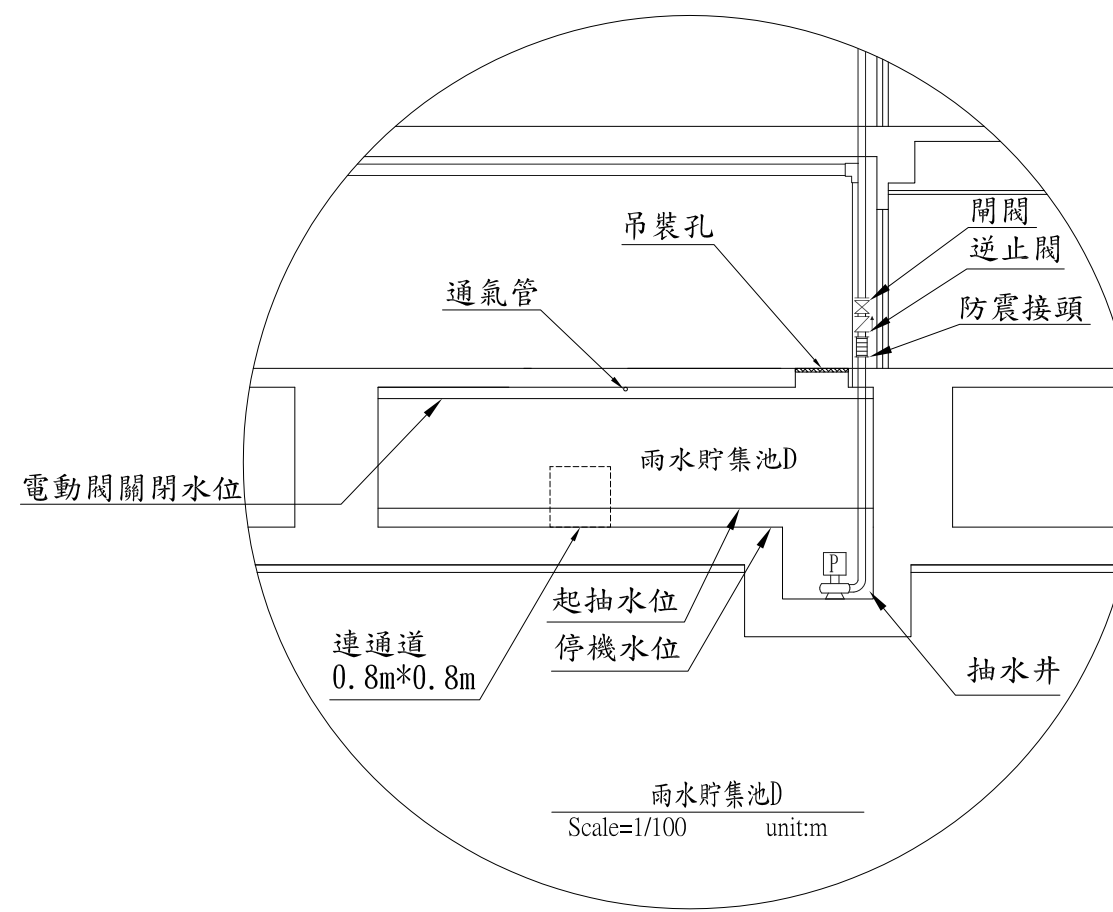 閘閥
吊裝孔
逆止閥
通氣管
防震接頭
雨水貯集池D
電動閥關閉水位
P
起抽水位
連通道
0.8m*0.8m
停機水位
抽水井
雨水貯集池D
Scale=1/100 unit:m